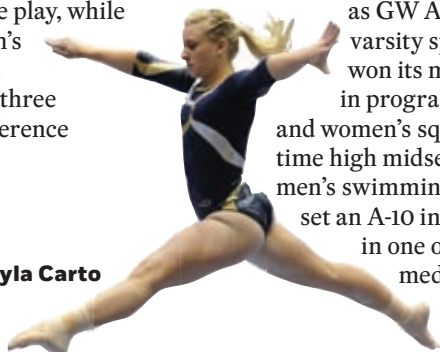 e play, while
n's
three
erence
yla Carto
as GW A
varsity sp
won its m
in progra
and women's sq
time high midse
men's swimmin
set an A-10 in
in one o
med